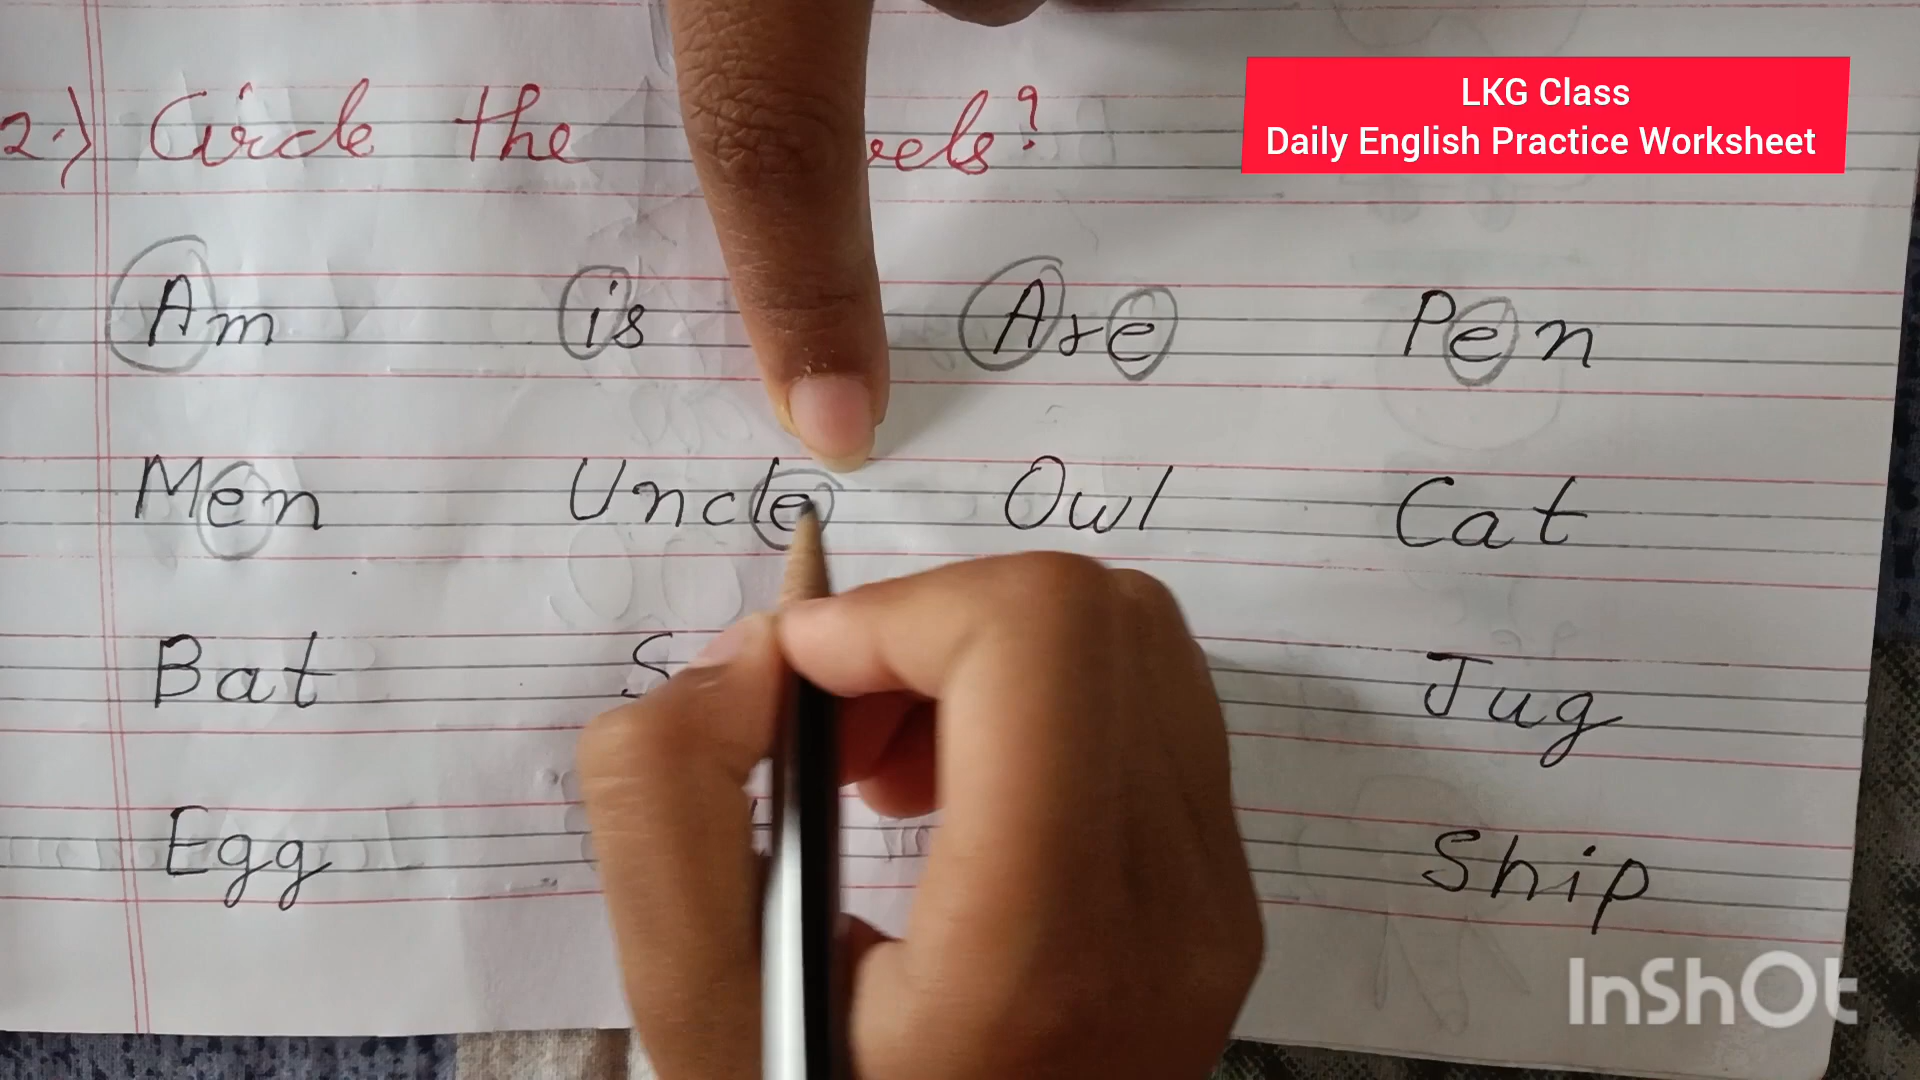 LKG Class
Daily English Practice Worksheet
2.) Circle the
Am is Are Pen
Men Uncle Owl Cat
Bat Jug
Egg Ship
InShOt